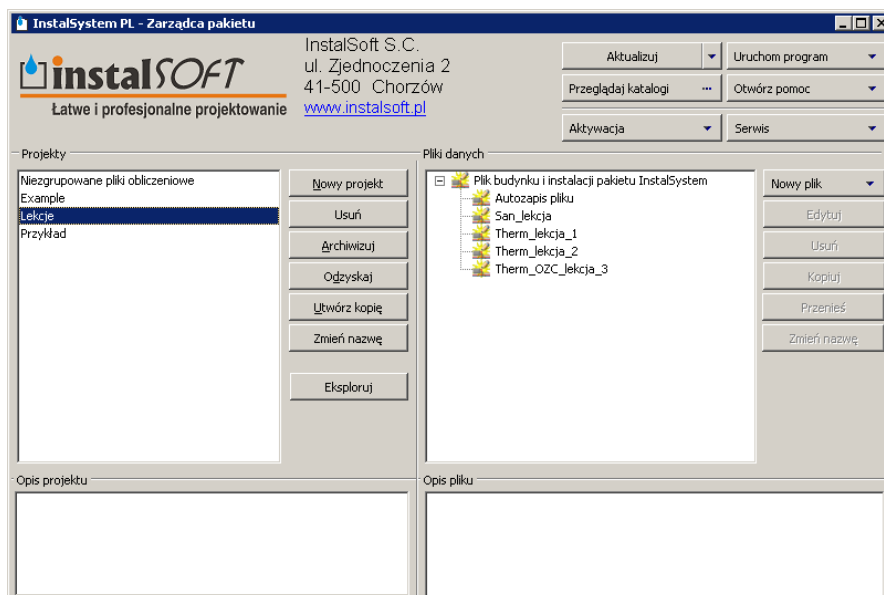 InstalSystem PL - Zarządca pakietu
instalSOFT
Łatwe i profesjonalne projektowanie
InstalSoft S.C.
ul. Zjednoczenia 2
41-500 Chorzów
www.instalsoft.pl
Aktualizuj
Uruchom program
Przeglądaj katalogi ...
Otwórz pomoc
Aktywacja
Serwis
Projekty
Niezgrupowane pliki obliczeniowe
Example
Lekcje
Przykład
Nowy projekt
Usuń
Archiwizuj
Odzyskaj
Utwórz kopię
Zmień nazwę
Eksploruj
Pliki danych
Plik budynku i instalacji pakietu InstalSystem
Autozapis pliku
San_lekcja
Therm_lekcja_1
Therm_lekcja_2
Therm_OZC_lekcja_3
Nowy plik
Edytuj
Usuń
Kopiuj
Przenieś
Zmień nazwę
Opis projektu
Opis pliku